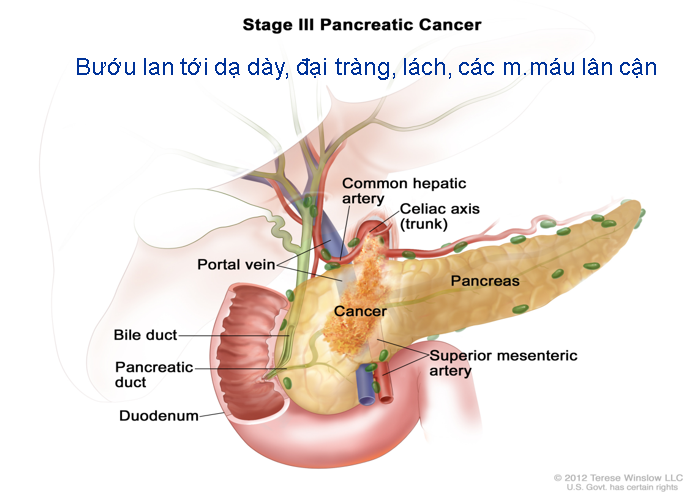 Stage III Pancreatic Cancer
Bướu lan tới dạ dày, đại tràng, lách, các m.máu lân cận
Common hepatic
artery
Celiac axis
(trunk)
Portal vein
Pancreas
Cancer
Bile duct
Superior mesenteric
artery
Pancreatic
duct
Duodenum
© 2012 Terese Winslow LLC
U.S. Govt. has certain rights